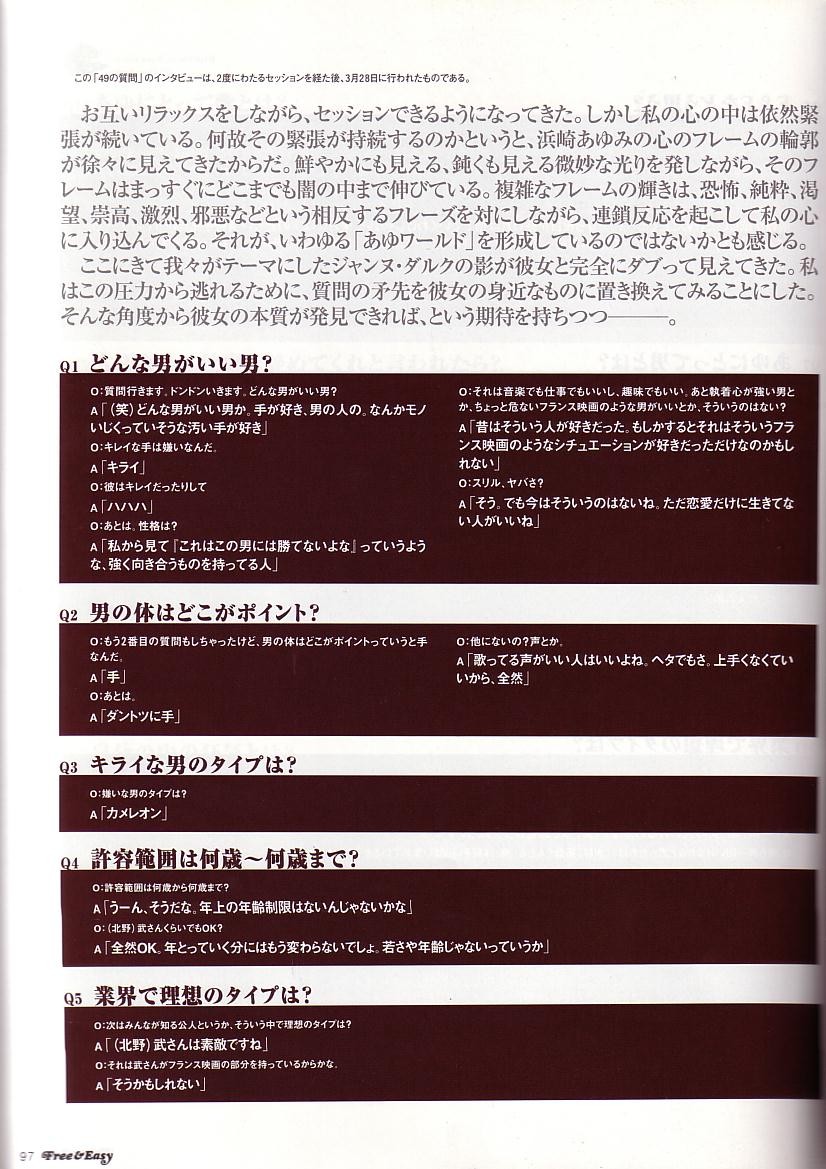 この「49の質問」のインタビューは、2度にわたるセッションを経た後、3月28日に行われたものである。
お互いリラックスをしながら、セッションできるようになってきた。しかし私の心の中は依然緊
張が続いている。何故その緊張が持続するのかというと、浜崎あゆみの心のフレームの輪郭
が徐々に見えてきたからだ。鮮やかにも見える、鈍くも見える微妙な光りを発しながら、そのフ
レームはまっすぐにどこまでも闇の中まで伸びている。複雑なフレームの輝きは、恐怖、純粋、渇
望、崇高、激烈、邪悪などという相反するフレーズを対にしながら、連鎖反応を起こして私の心
に入り込んでくる。それが、いわゆる「あゆワールド」を形成しているのではないかとも感じる。
ここにきて我々がテーマにしたジャンヌ・ダルクの影が彼女と完全にダブって見えてきた。私
はこの圧力から逃れるために、質問の矛先を彼女の身近なものに置き換えてみることにした。
そんな角度から彼女の本質が発見できれば、という期待を持ちつつ———。
Q1 どんな男がいい男?
O:質問行きます。ドンドンいきます。どんな男がいい男?
A「(笑)どんな男がいい男か。手が好き、男の人の。なんかモノ
いじくっていそうな汚い手が好き」
O:キレイな手は嫌いなんだ。
A「キライ」
O:彼はキレイだったりして
A「ハハハ」
O:あとは。性格は?
A「私から見て『これはこの男には勝てないよな』っていうよう
な、強く向き合うものを持ってる人」
O:それは音楽でも仕事でもいいし、趣味でもいい。あと執着心が強い男と
か、ちょっと危ないフランス映画のような男がいいとか、そういうのはない?
A「昔はそういう人が好きだった。もしかするとそれはそういうフラ
ンス映画のようなシチュエーションが好きだっただけなのかもし
れない」
O:スリル、ヤバさ?
A「そう。でも今はそういうのはないね。ただ恋愛だけに生きてな
い人がいいね」
Q2 男の体はどこがポイント?
O:もう2番目の質問もしちゃったけど、男の体はどこがポイントっていうと手
なんだ。
A「手」
O:あとは。
A「ダントツに手」
O:他にないの?声とか。
A「歌ってる声がいい人はいいよね。ヘタでもさ。上手くなくてい
いから、全然」
Q3 キライな男のタイプは?
O:嫌いな男のタイプは?
A「カメレオン」
Q4 許容範囲は何歳〜何歳まで?
O:許容範囲は何歳から何歳まで?
A「うーん、そうだな。年上の年齢制限はないんじゃないかな」
O:(北野)武さんくらいでもOK?
A「全然OK。年とっていく分にはもう変わらないでしょ。若さや年齢じゃないっていうか」
Q5 業界で理想のタイプは?
O:次はみんなが知る公人というか、そういう中で理想のタイプは?
A「(北野)武さんは素敵ですね」
O:それは武さんがフランス映画の部分を持っているからかな。
A「そうかもしれない」
97 Free&Easy